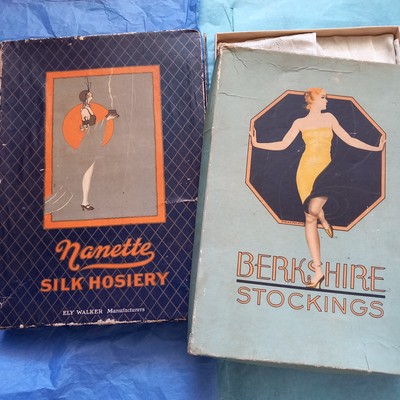 Nanette
SILK HOSIERY
ELY WALKER Manufacturers
BERKSHIRE
STOCKINGS